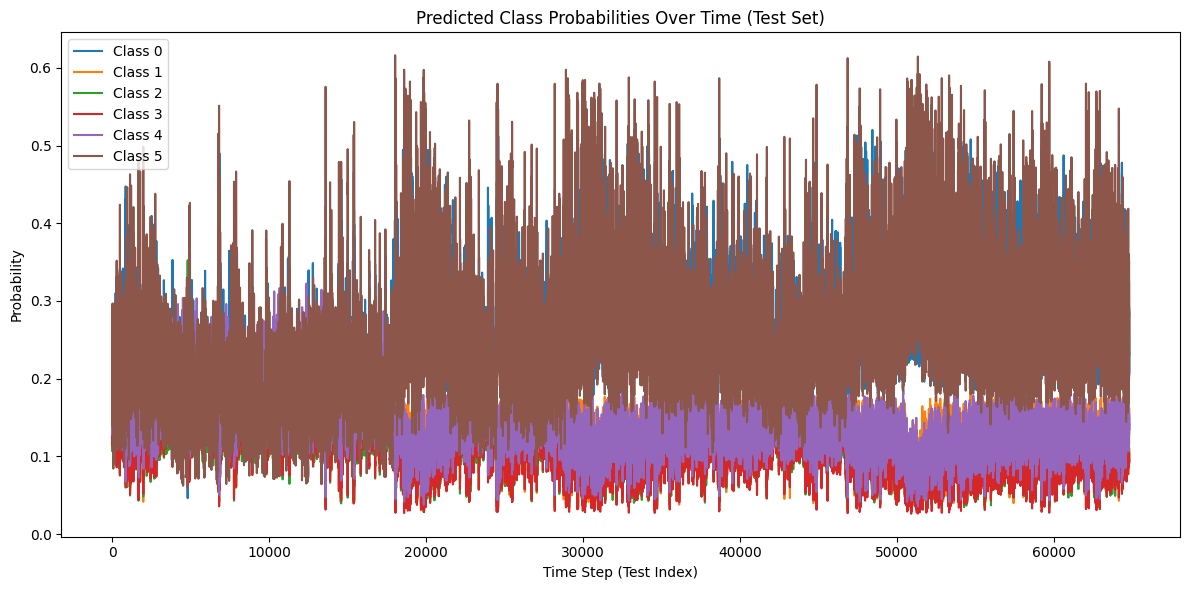 Predicted Class Probabilities Over Time (Test Set)
Class 0
Class 1
Class 2
Class 3
Class 4
Class 5
Probability
0.6
0.5
0.4
0.3
0.2
0.1
0.0
0
10000
20000
30000
40000
50000
60000
Time Step (Test Index)